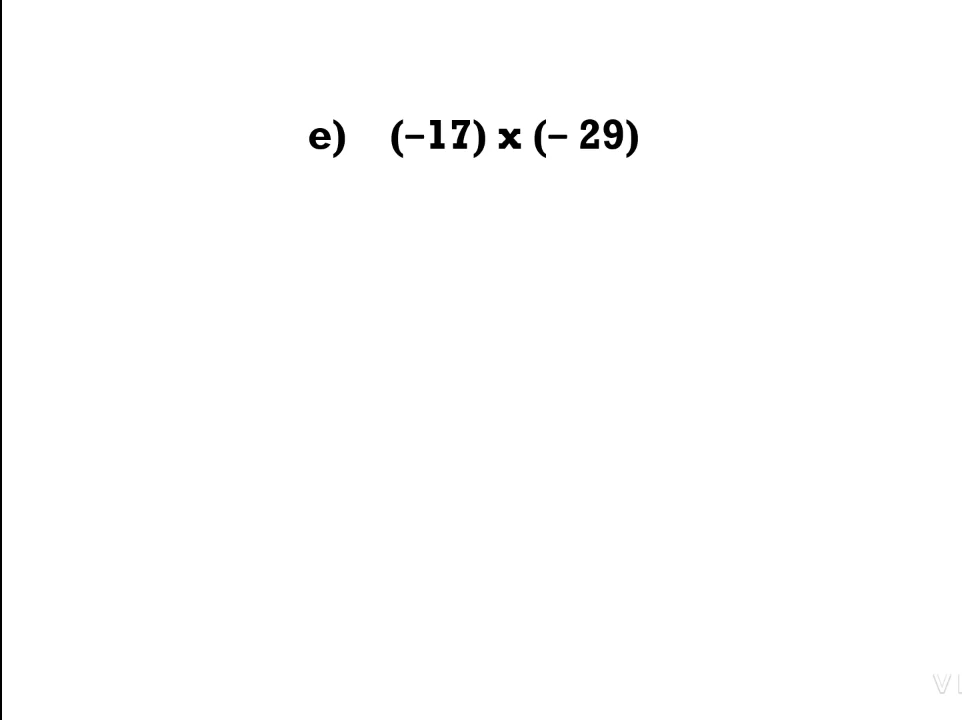 e) (–17) x (– 29)